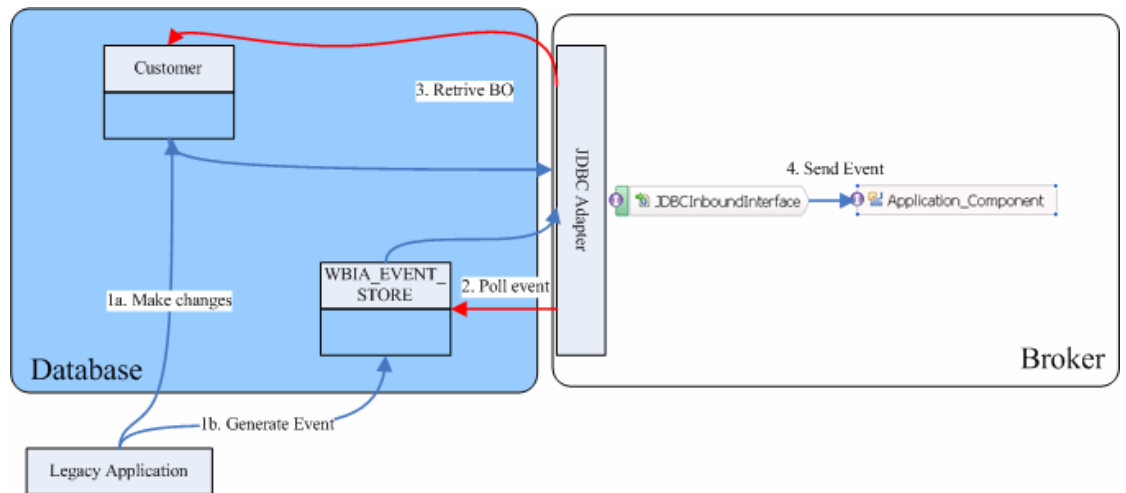 Customer
3. Retrive BO
JDBC Adapter
4. Send Event
JDBCInboundInterface
Application_Component
WBIA_EVENT_
STORE
2. Poll event
1a. Make changes
Database
Broker
1b. Generate Event
Legacy Application